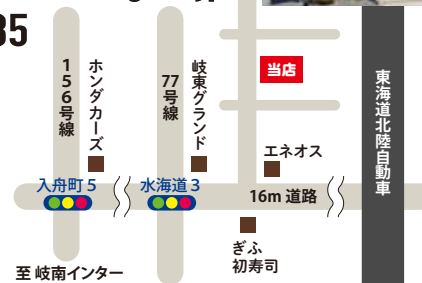 35
156号線
ホンダカーズ
77号線
岐東グランド
当店
エネオス
東海道北陸自動車
入舟町 5
水海道 3
16m 道路
ぎふ
初寿司
至 岐南インター